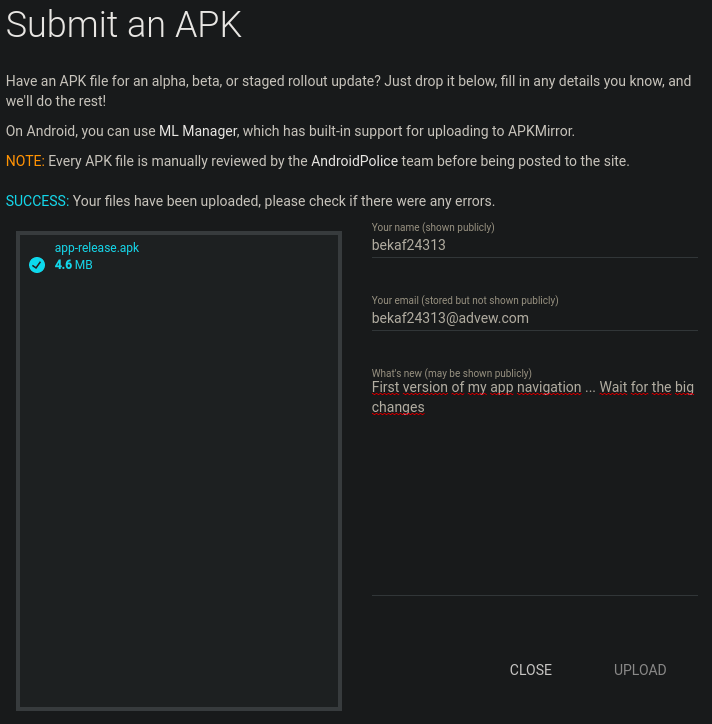 Submit an APK
Have an APK file for an alpha, beta, or staged rollout update? Just drop it below, fill in any details you know, and
we'll do the rest!
On Android, you can use ML Manager, which has built-in support for uploading to APKMirror.
NOTE: Every APK file is manually reviewed by the AndroidPolice team before being posted to the site.
SUCCESS: Your files have been uploaded, please check if there were any errors.
app-release.apk
4.6 MB
Your name (shown publicly)
bekaf24313
Your email (stored but not shown publicly)
bekaf24313@advew.com
What's new (may be shown publicly)
First version of my app navigation ... Wait for the big
changes
CLOSE
UPLOAD